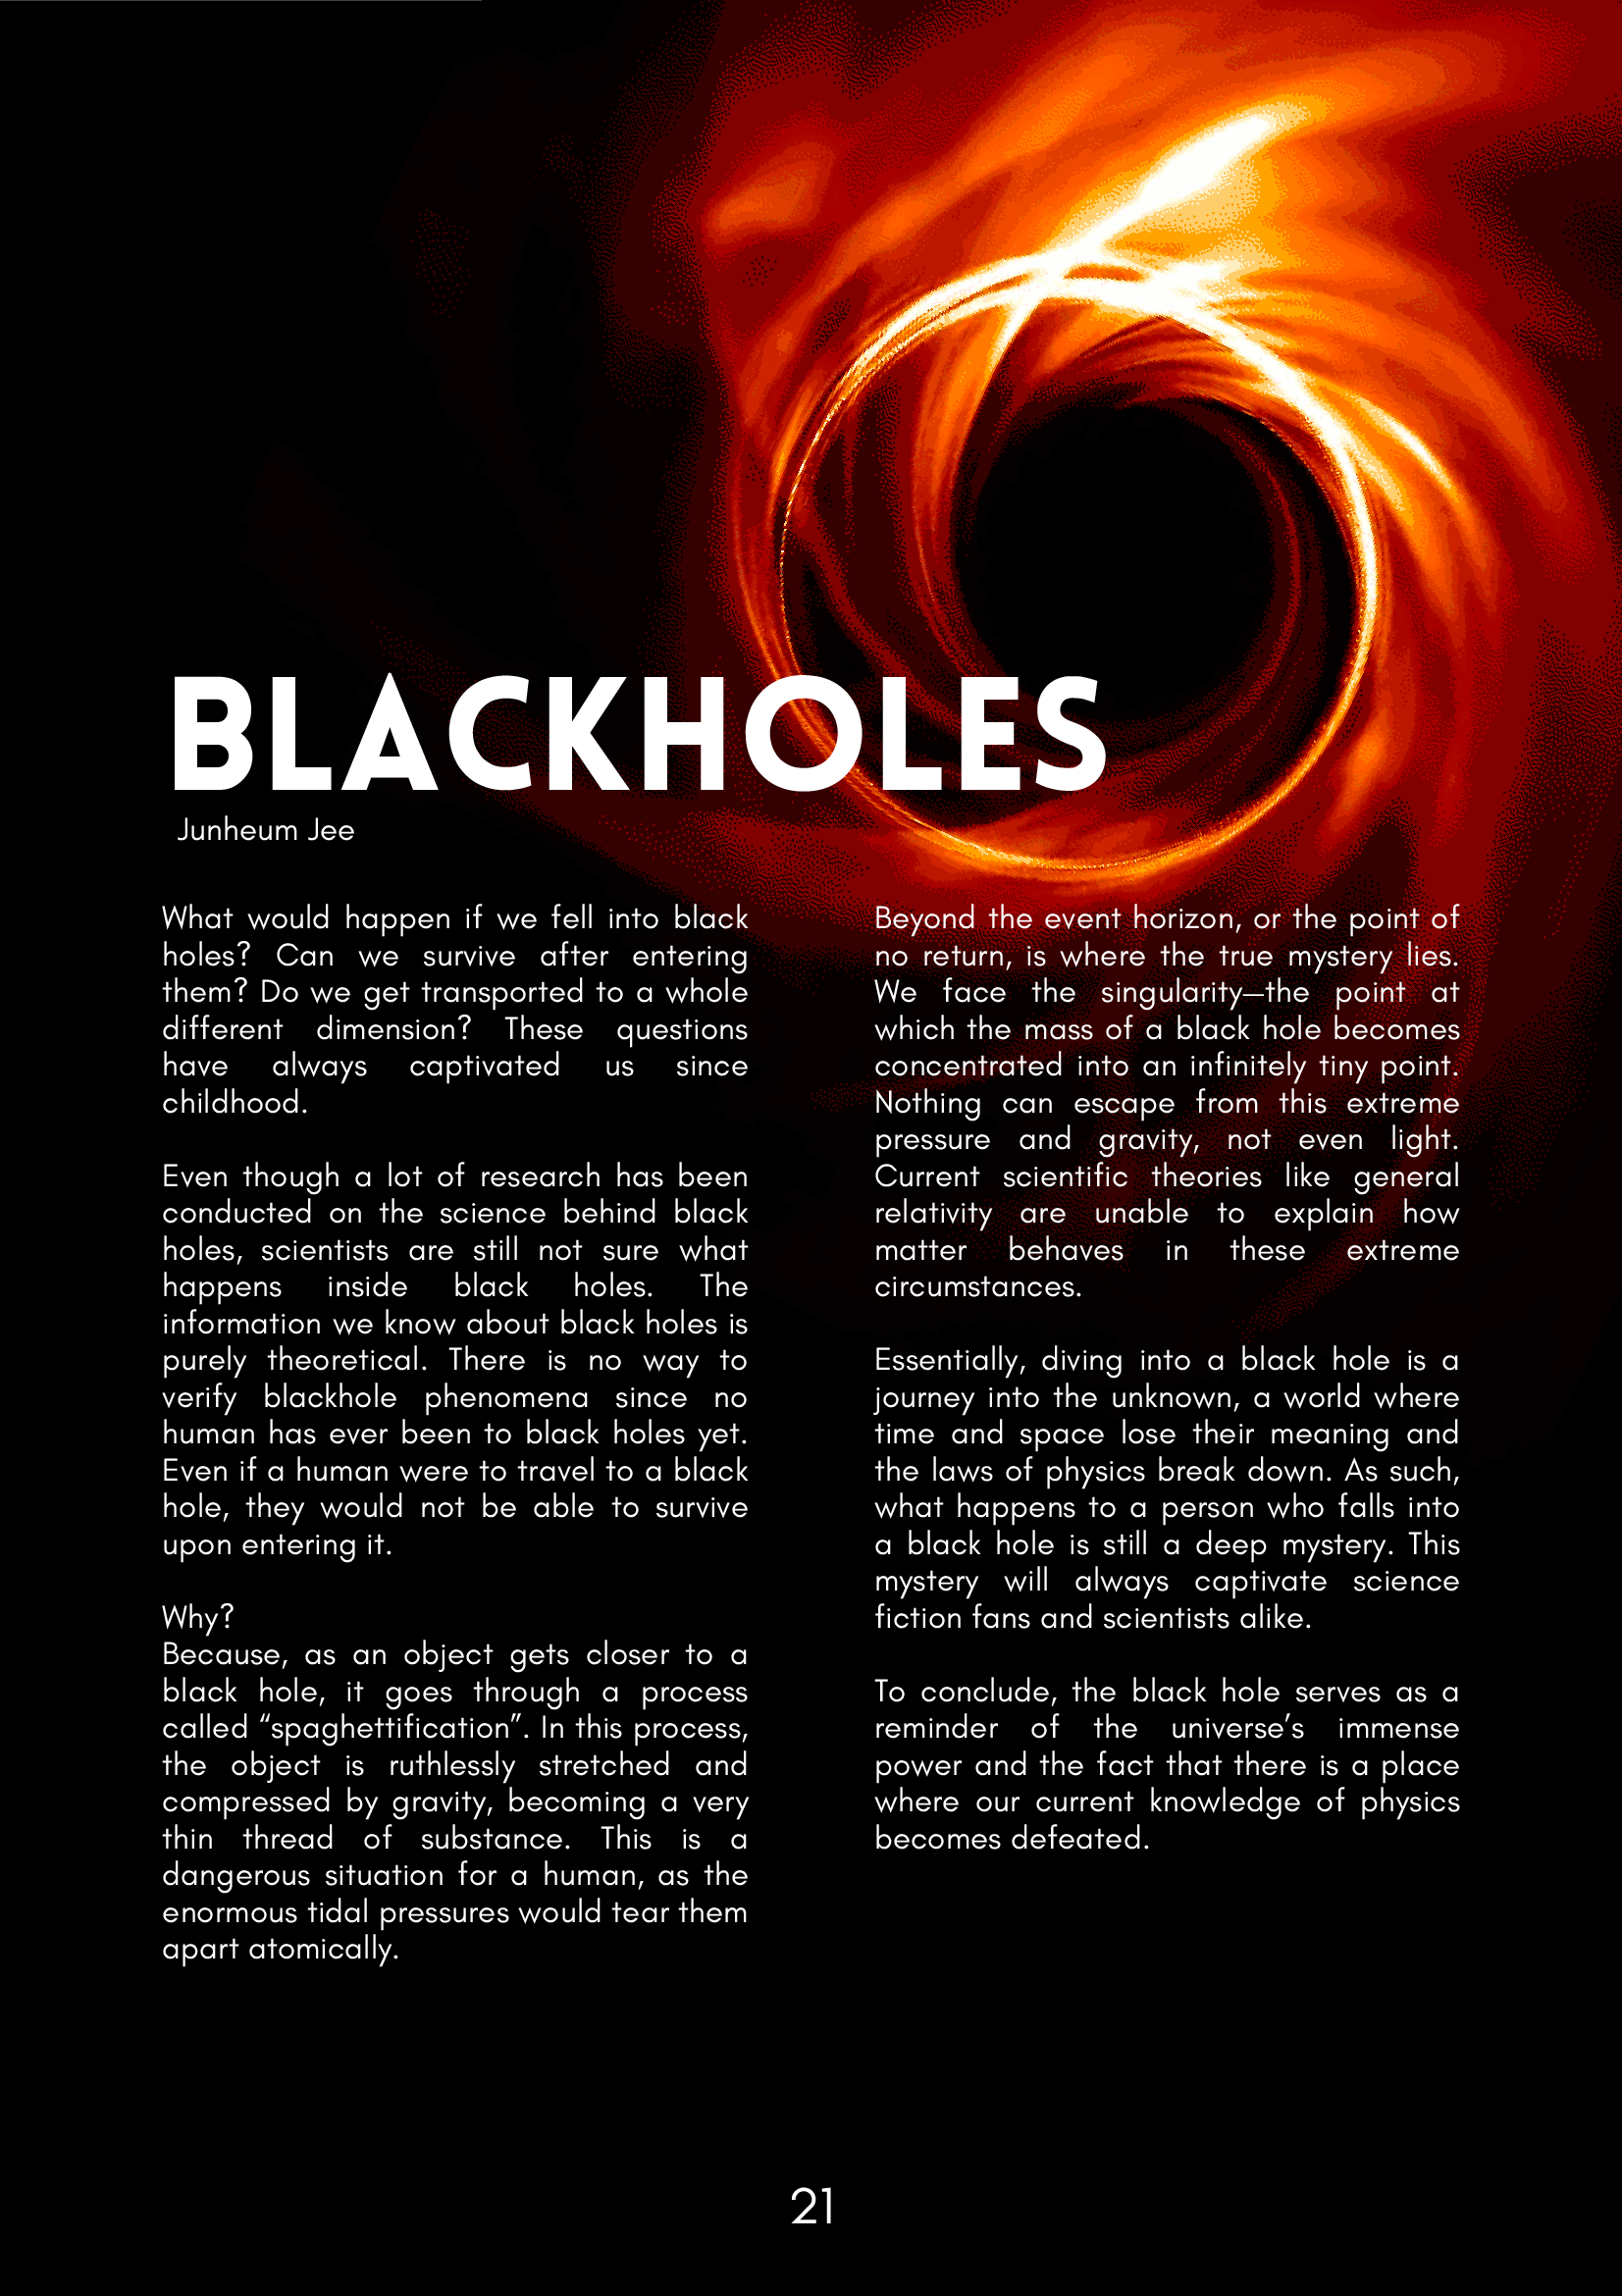 BLACKHOLES
Junheum Jee
What would happen if we fell into black
holes? Can we survive after entering
them? Do we get transported to a whole
different dimension? These questions
have always captivated us since
childhood.
Even though a lot of research has been
conducted on the science behind black
holes, scientists are still not sure what
happens inside black holes. The
information we know about black holes is
purely theoretical. There is no way to
verify blackhole phenomena since no
human has ever been to black holes yet.
Even if a human were to travel to a black
hole, they would not be able to survive
upon entering it.
Why?
Because, as an object gets closer to a
black hole, it goes through a process
called “spaghettification”. In this process,
the object is ruthlessly stretched and
compressed by gravity, becoming a very
thin thread of substance. This is a
dangerous situation for a human, as the
enormous tidal pressures would tear them
apart atomically.
Beyond the event horizon, or the point of
no return, is where the true mystery lies.
We face the singularity—the point at
which the mass of a black hole becomes
concentrated into an infinitely tiny point.
Nothing can escape from this extreme
pressure and gravity, not even light.
Current scientific theories like general
relativity are unable to explain how
matter behaves in these extreme
circumstances.
Essentially, diving into a black hole is a
journey into the unknown, a world where
time and space lose their meaning and
the laws of physics break down. As such,
what happens to a person who falls into
a black hole is still a deep mystery. This
mystery will always captivate science
fiction fans and scientists alike.
To conclude, the black hole serves as a
reminder of the universe’s immense
power and the fact that there is a place
where our current knowledge of physics
becomes defeated.
21